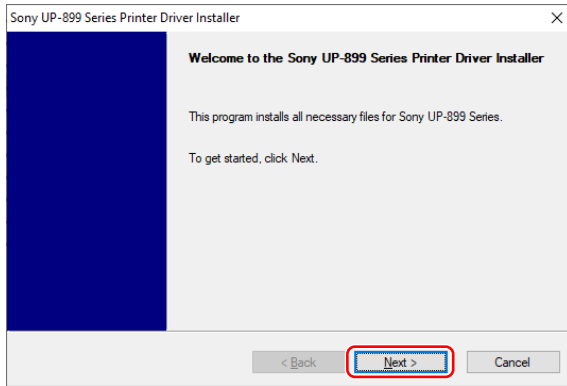 Sony UP-899 Series Printer Driver Installer
Welcome to the Sony UP-899 Series Printer Driver Installer
This program installs all necessary files for Sony UP-899 Series.
To get started, click Next.
< Back Next > Cancel